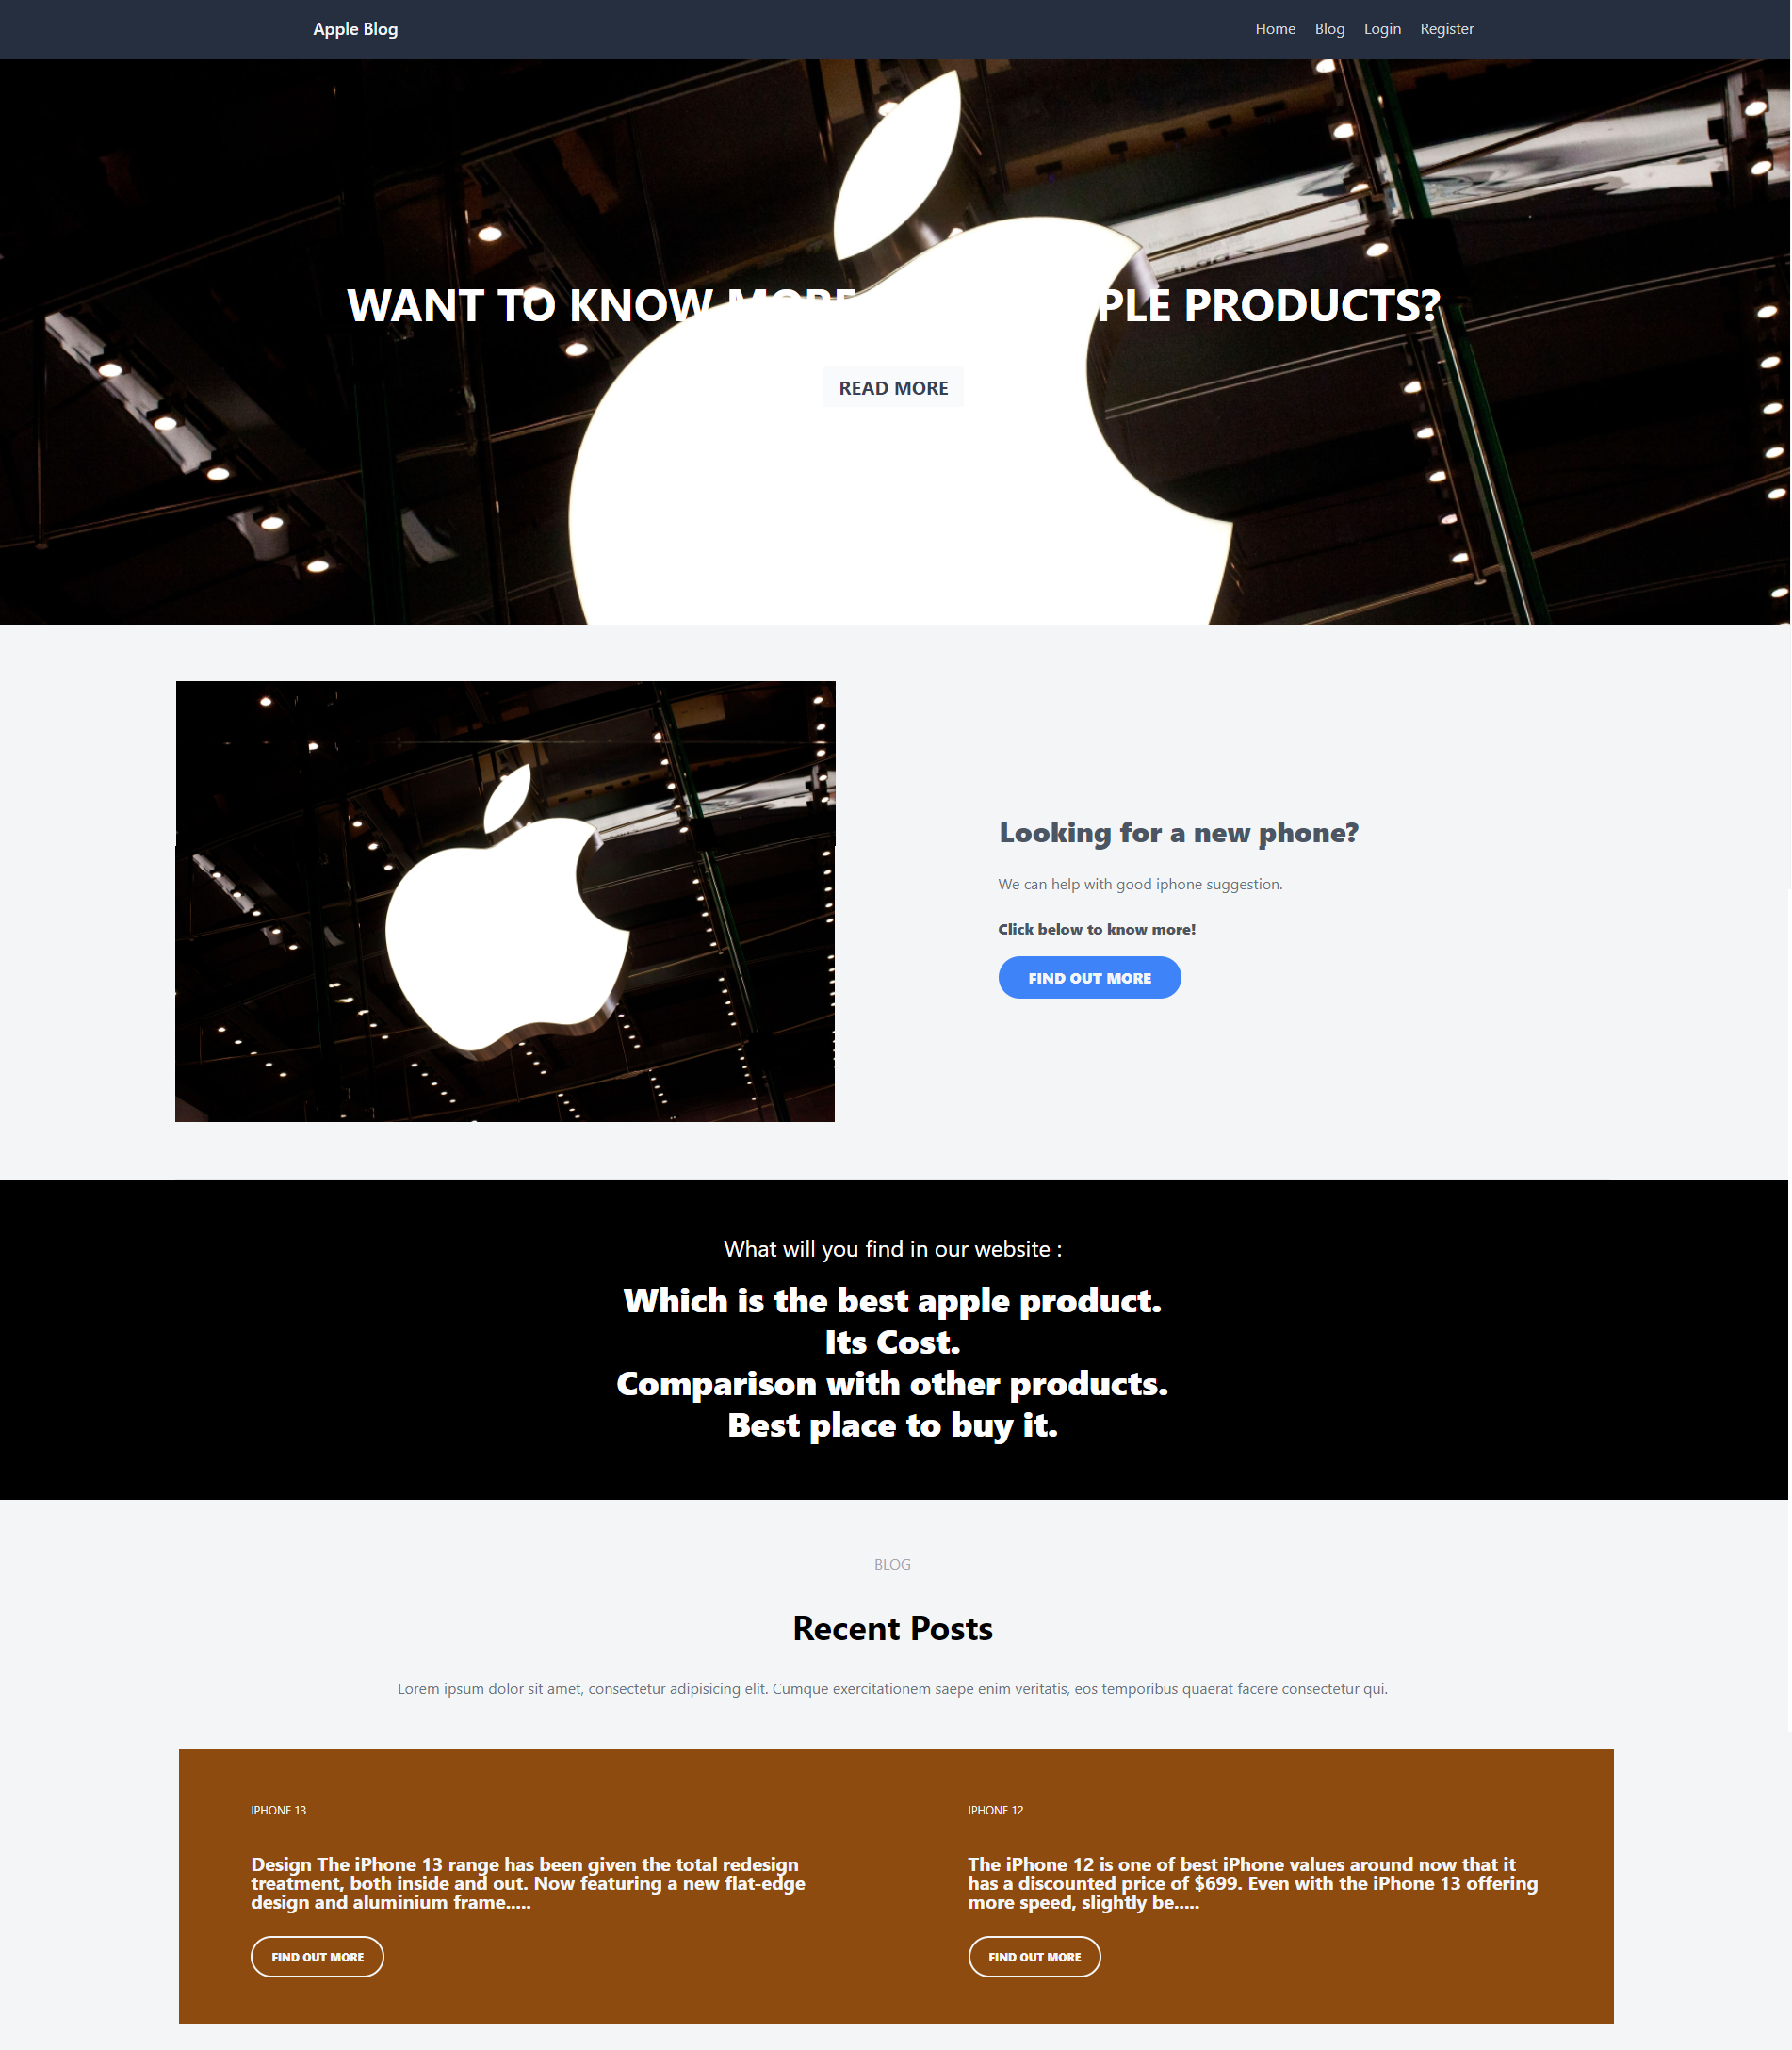 Apple Blog
Home Blog Login Register
WANT TO KNOW MORE PLE PRODUCTS?
READ MORE
Looking for a new phone?
We can help with good iphone suggestion.
Click below to know more!
FIND OUT MORE
What will you find in our website :
Which is the best apple product.
Its Cost.
Comparison with other products.
Best place to buy it.
BLOG
Recent Posts
Lorem ipsum dolor sit amet, consectetur adipisicing elit. Cumque exercitationem saepe enim veritatis, eos temporibus quaerat facere consectetur qui.
IPHONE 13
Design The iPhone 13 range has been given the total redesign
treatment, both inside and out. Now featuring a new flat-edge
design and aluminium frame.....
FIND OUT MORE
IPHONE 12
The iPhone 12 is one of best iPhone values around now that it
has a discounted price of $699. Even with the iPhone 13 offering
more speed, slightly be.....
FIND OUT MORE